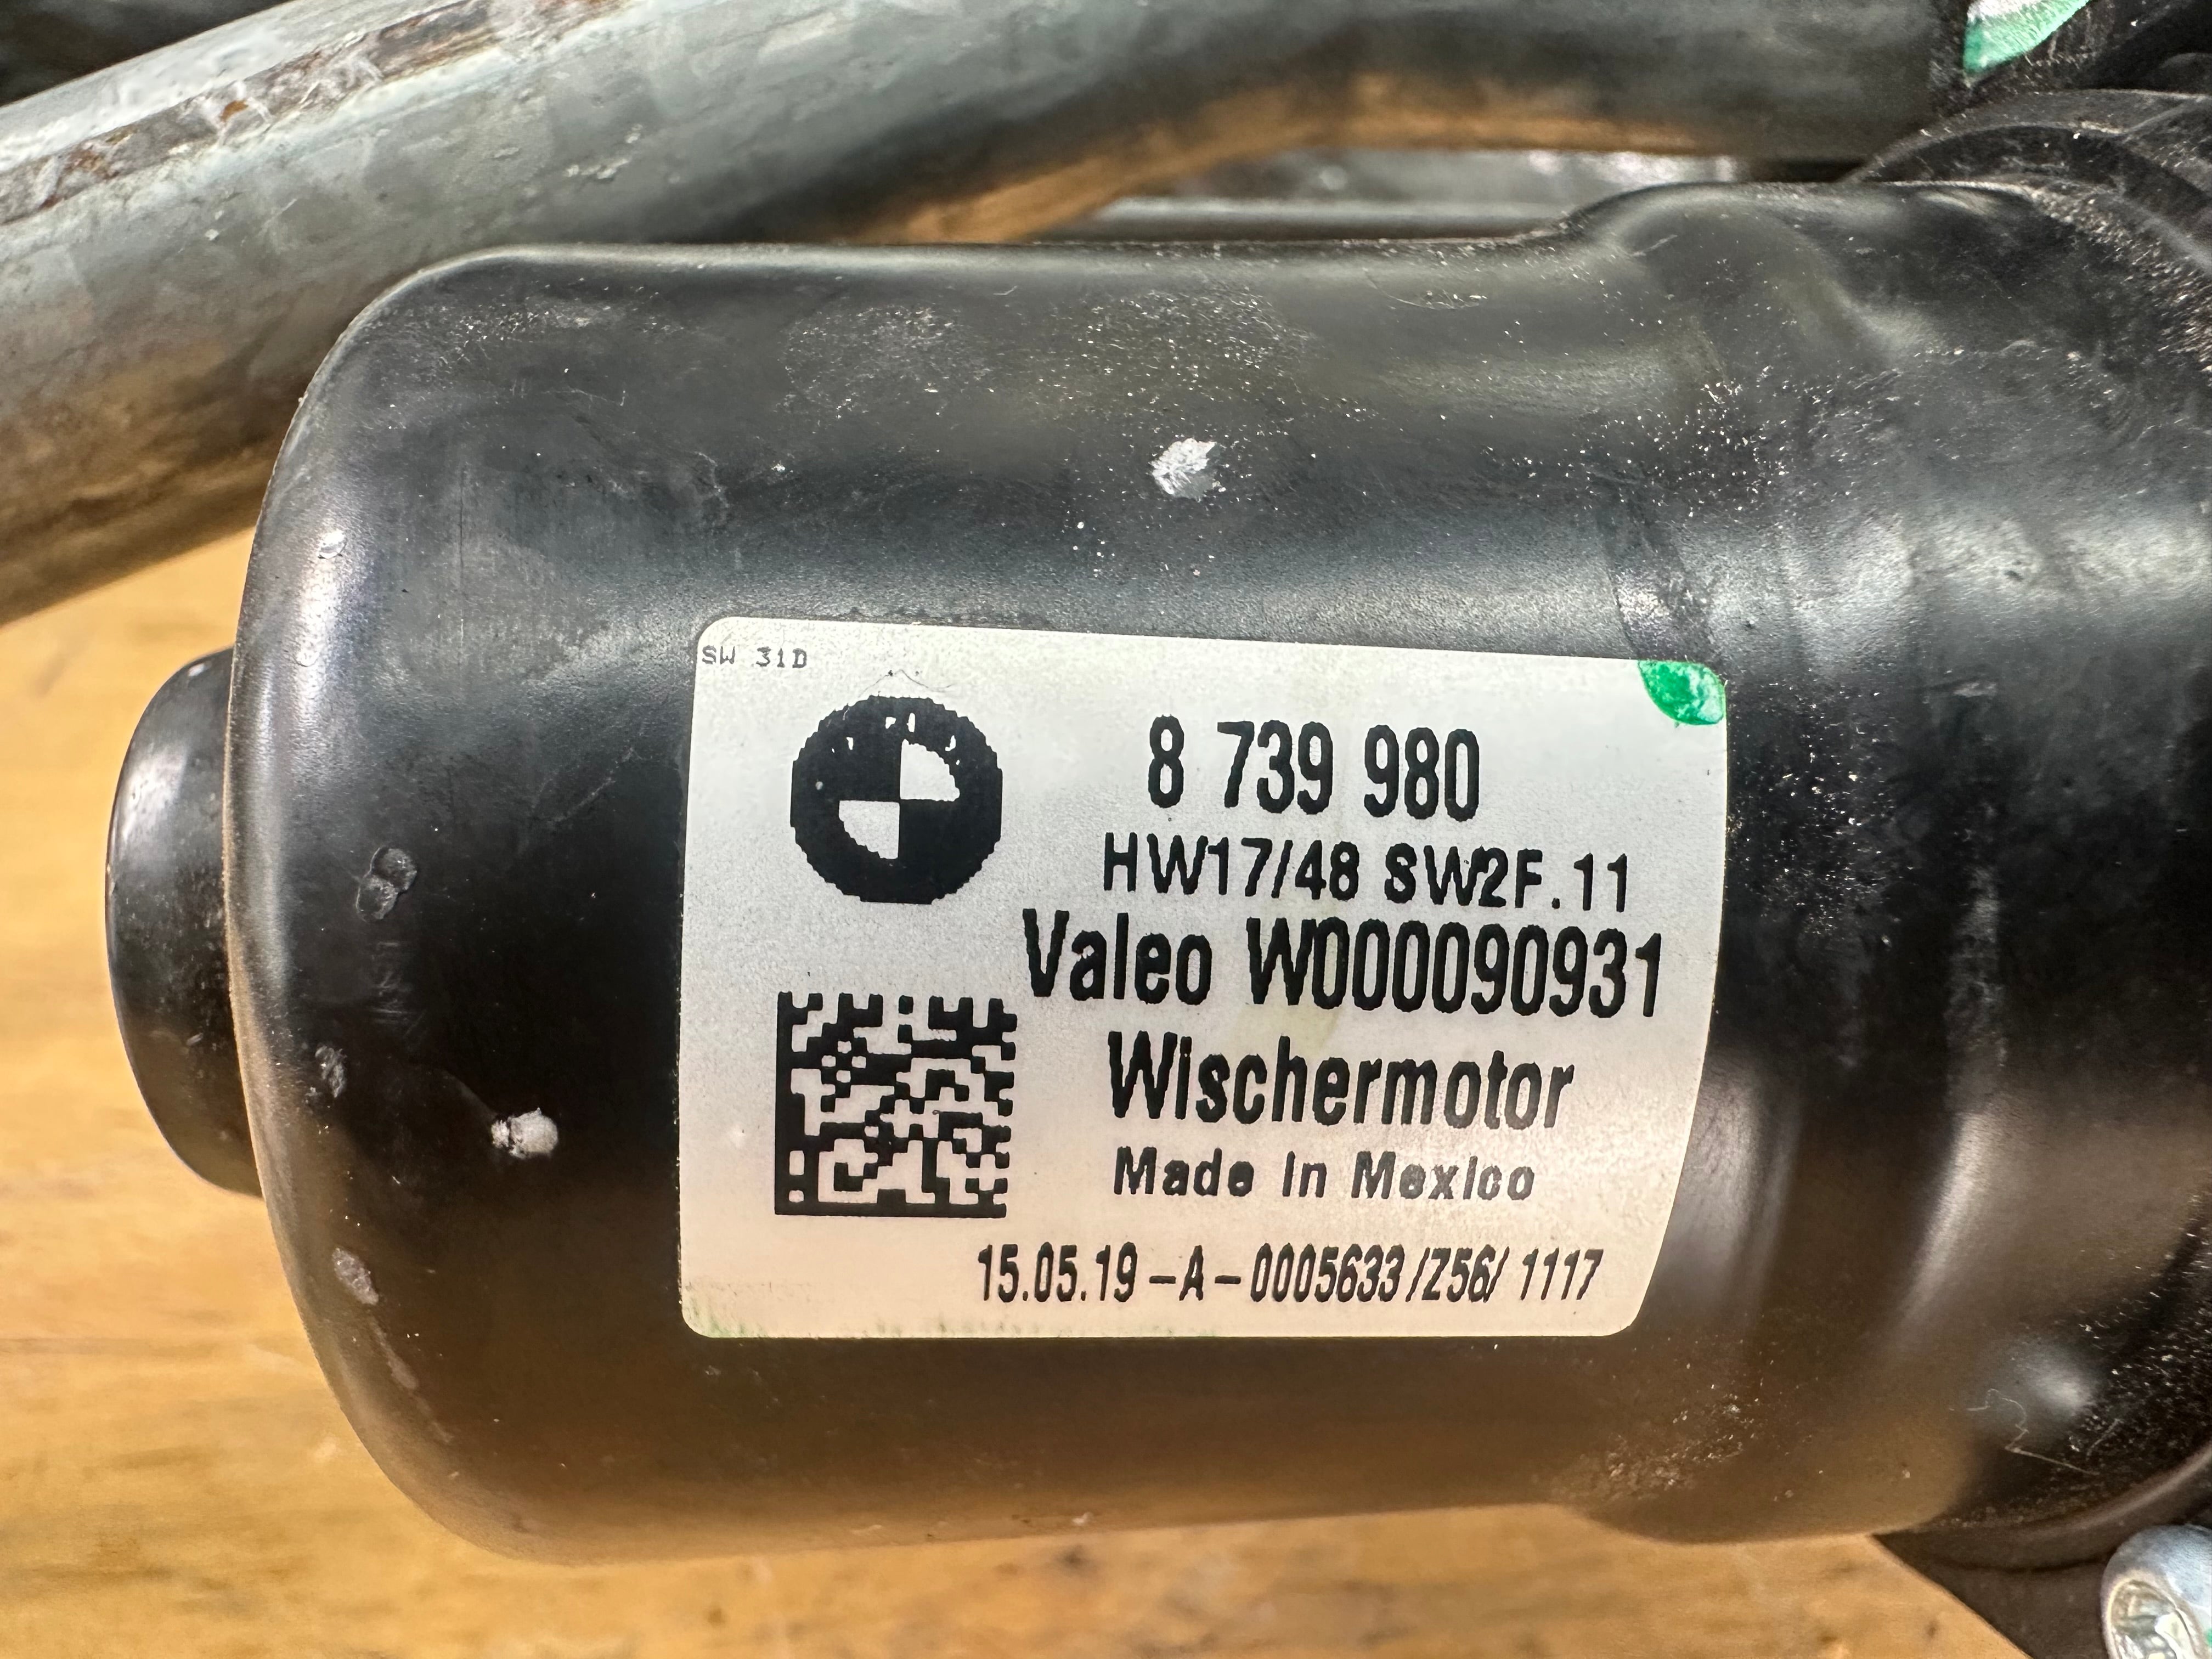 SW 31D
8 739 980
HW17/48 SW2F.11
Valeo W000090931
Wischermotor
Made In Mexico
15.05.19 -A- 0005633/Z56/ 1117